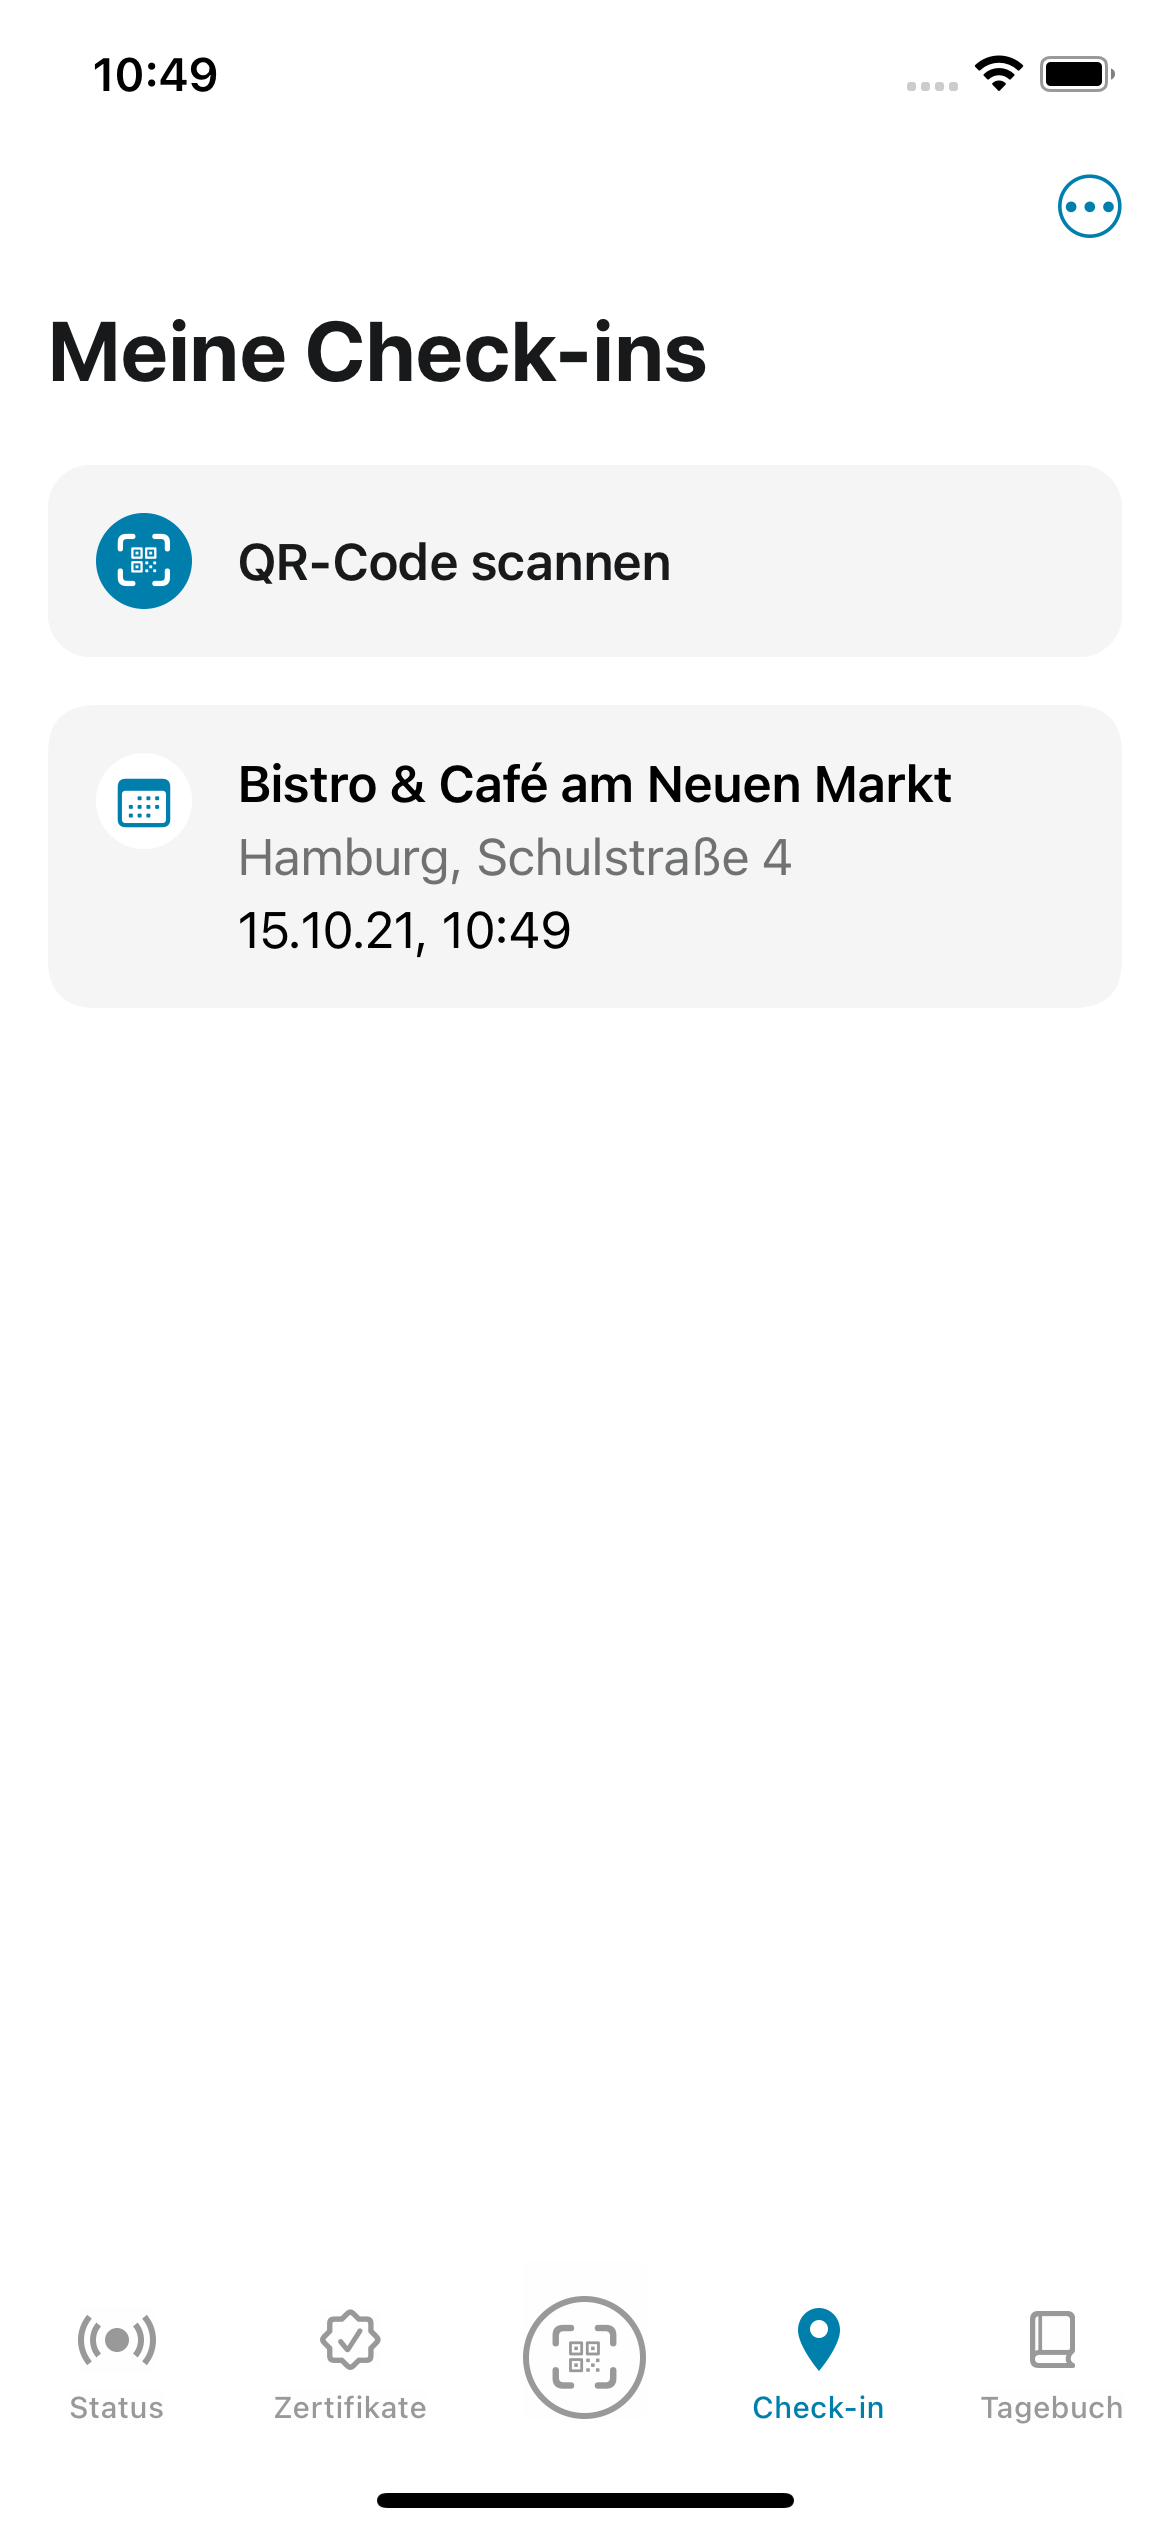 10:49
Meine Check-ins
QR-Code scannen
Bistro & Café am Neuen Markt
Hamburg, Schulstraße 4
15.10.21, 10:49
Status
Zertifikate
Check-in
Tagebuch